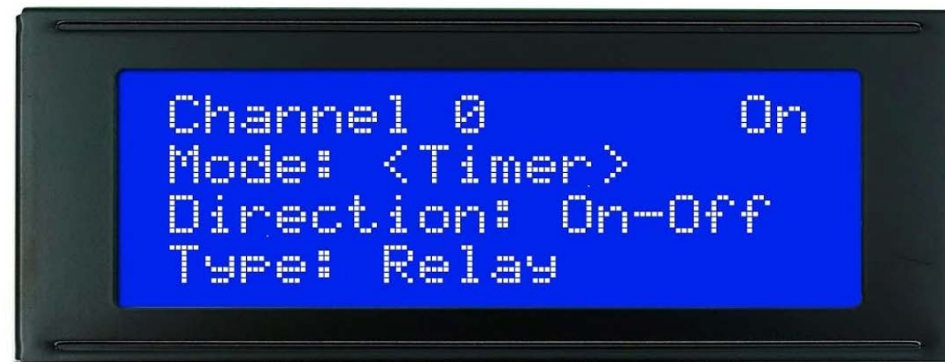 Channel 0 On
Mode: <Timer>
Direction: On-Off
Type: Relay